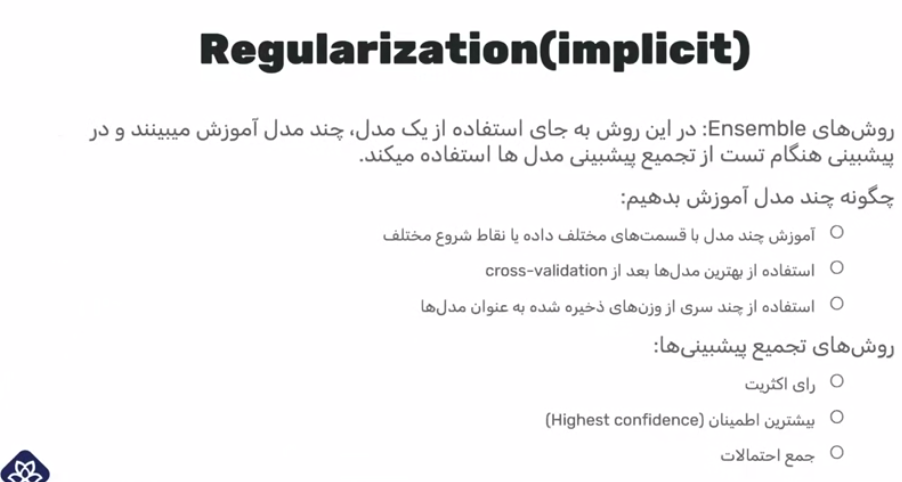 Regularization(implicit)
روش‌های Ensemble: در این روش به جای استفاده از یک مدل، چند مدل آموزش میبینند و در
پیشبینی هنگام تست از تجمیع پیشبینی مدل ها استفاده میکند.
چگونه چند مدل آموزش بدهیم:
○ آموزش چند مدل با قسمت‌های مختلف داده یا نقاط شروع مختلف
○ استفاده از بهترین مدل‌ها بعد از cross-validation
○ استفاده از چند سری از وزن‌های ذخیره شده به عنوان مدل‌ها
روش‌های تجمیع پیشبینی‌ها:
○ رای اکثریت
○ بیشترین اطمینان (Highest confidence)
○ جمع احتمالات